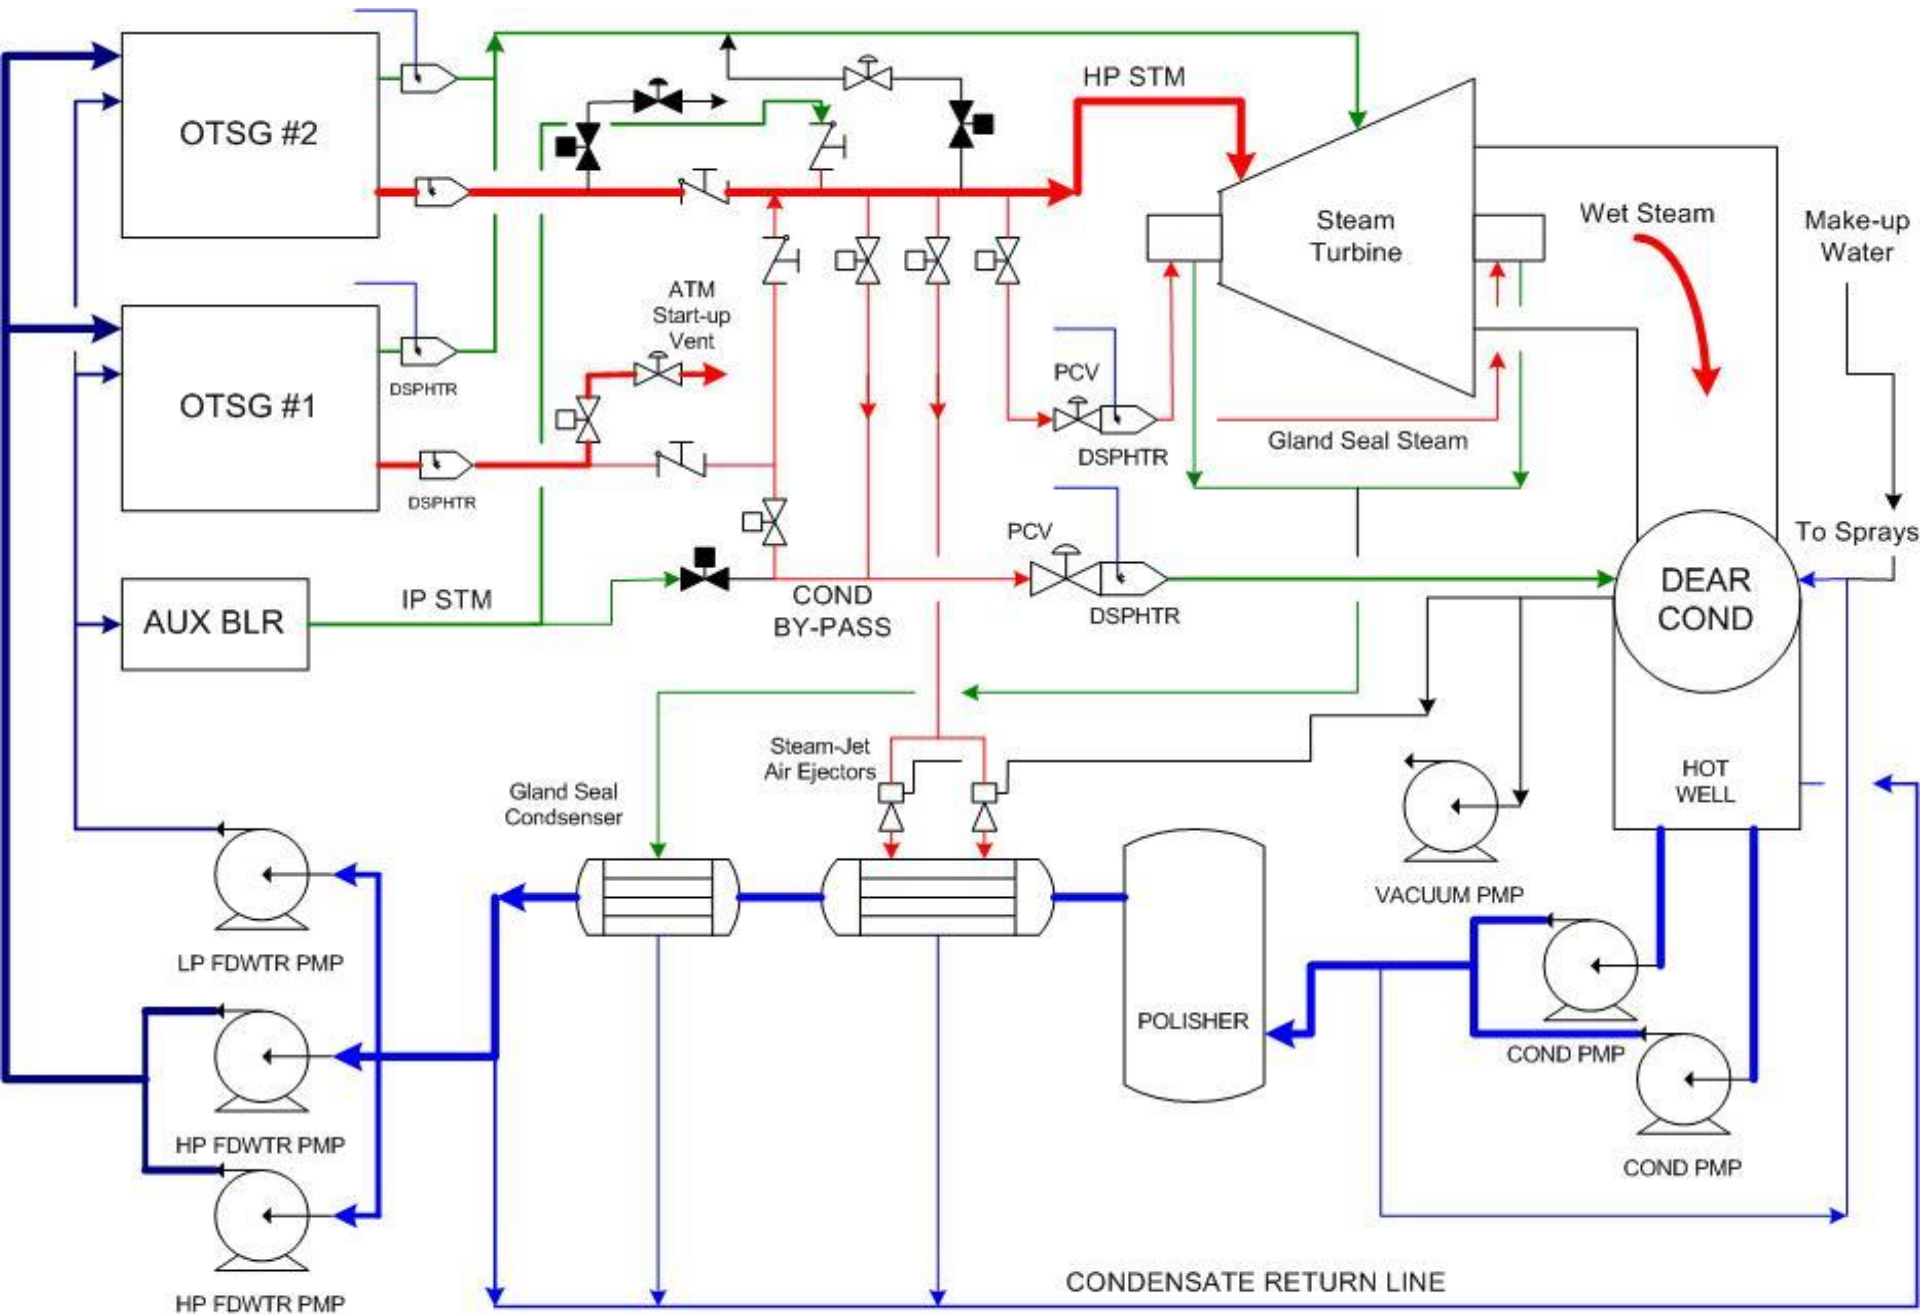 HP STM
OTSG #2
Steam
Turbine
Wet Steam
Make-up
Water
ATM
Start-up
Vent
DSPHTR
OTSG #1
PCV
Gland Seal Steam
DSPHTR
DSPHTR
PCV
To Sprays
DEAR
COND
IP STM
COND
BY-PASS
DSPHTR
AUX BLR
Steam-Jet
Air Ejectors
Gland Seal
Condsenser
HOT
WELL
VACUUM PMP
LP FDWTR PMP
POLISHER
COND PMP
HP FDWTR PMP
COND PMP
CONDENSATE RETURN LINE
HP FDWTR PMP